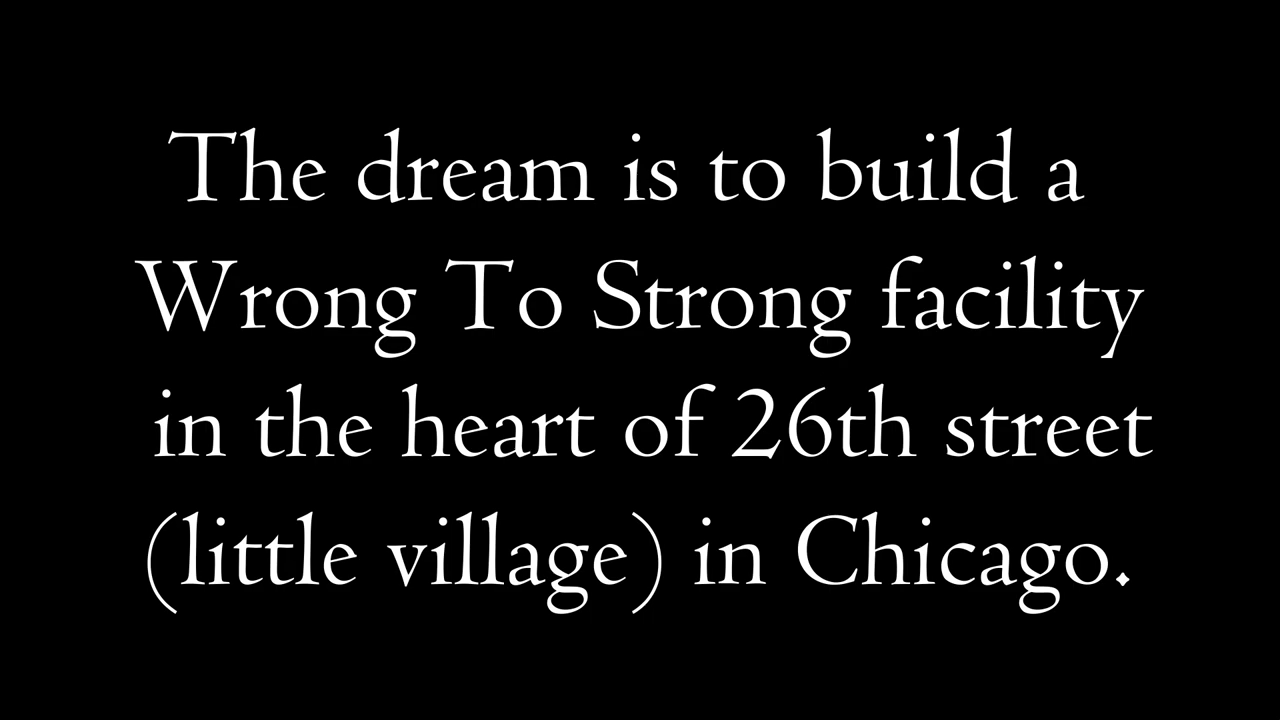 The dream is to build a
Wrong To Strong facility
in the heart of 26th street
(little village) in Chicago.